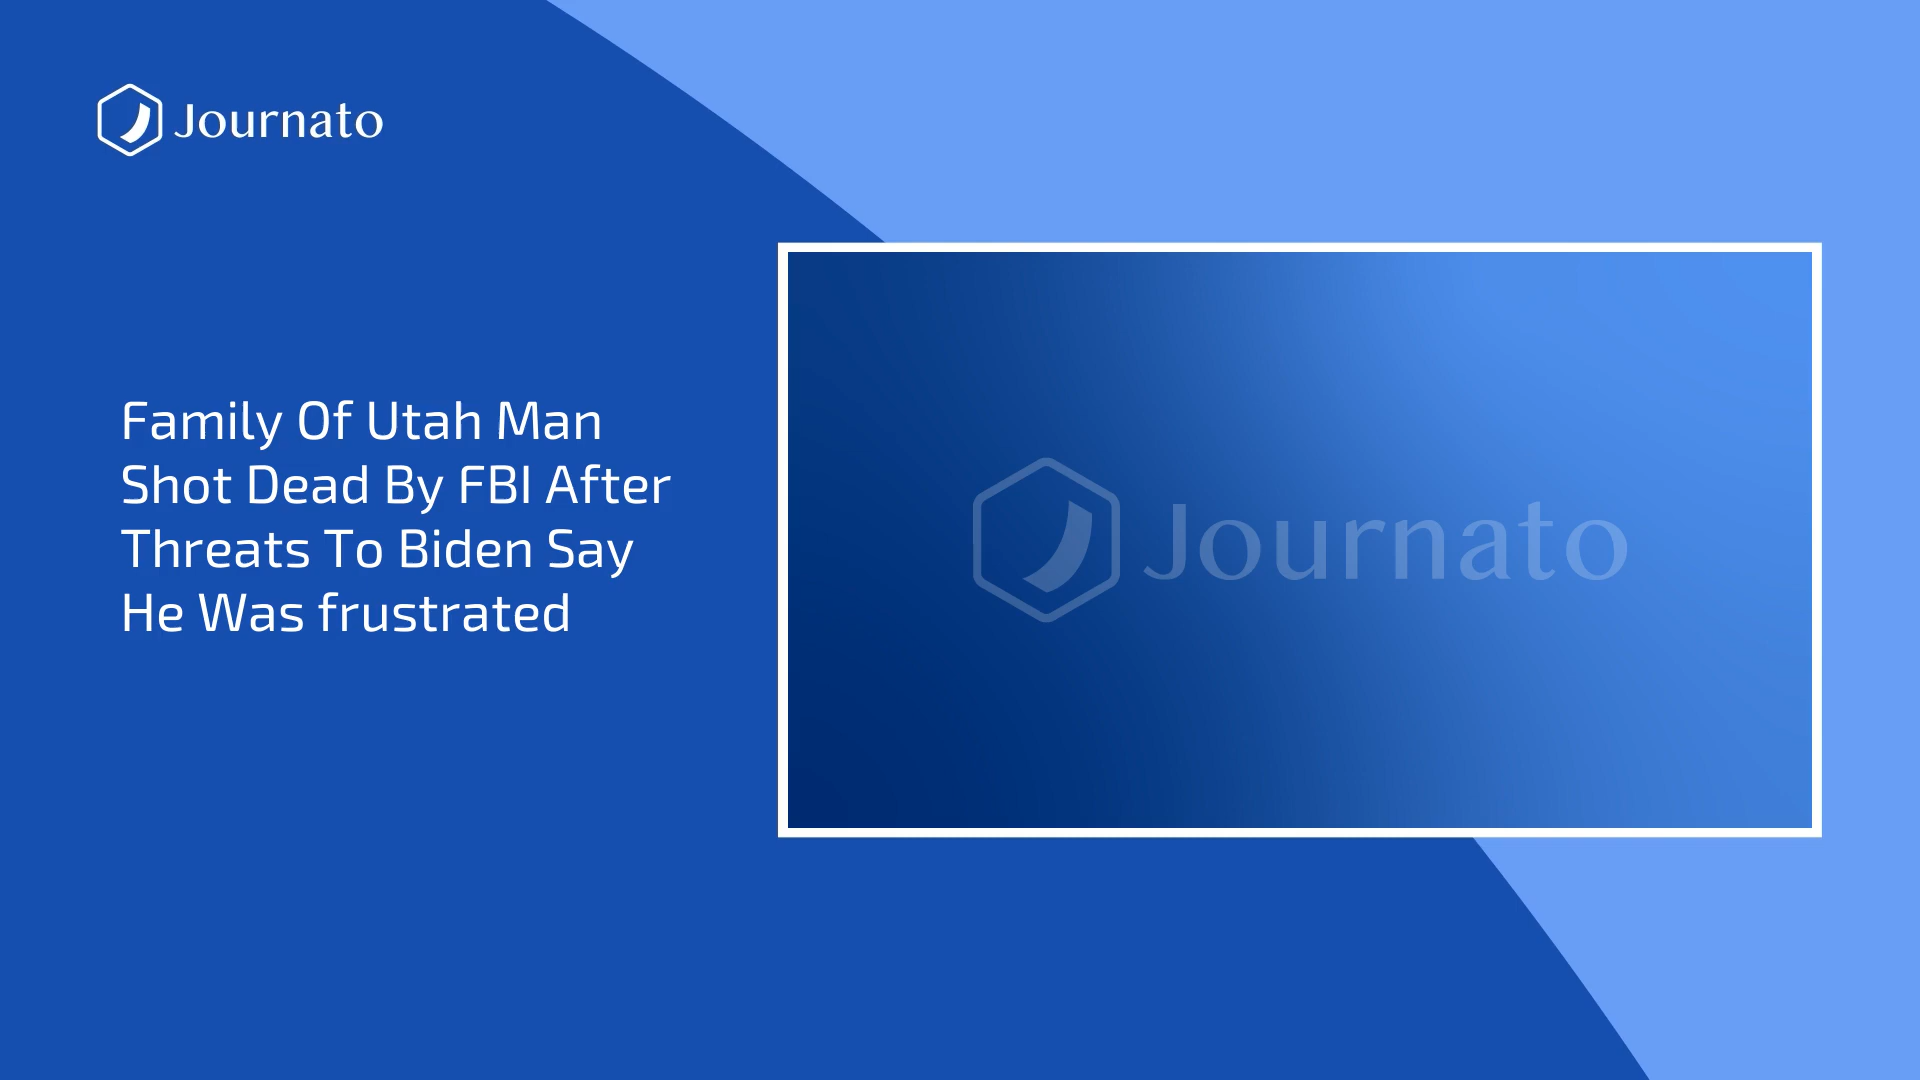 Journato
Family Of Utah Man
Shot Dead By FBI After
Threats To Biden Say
He Was frustrated
Journato